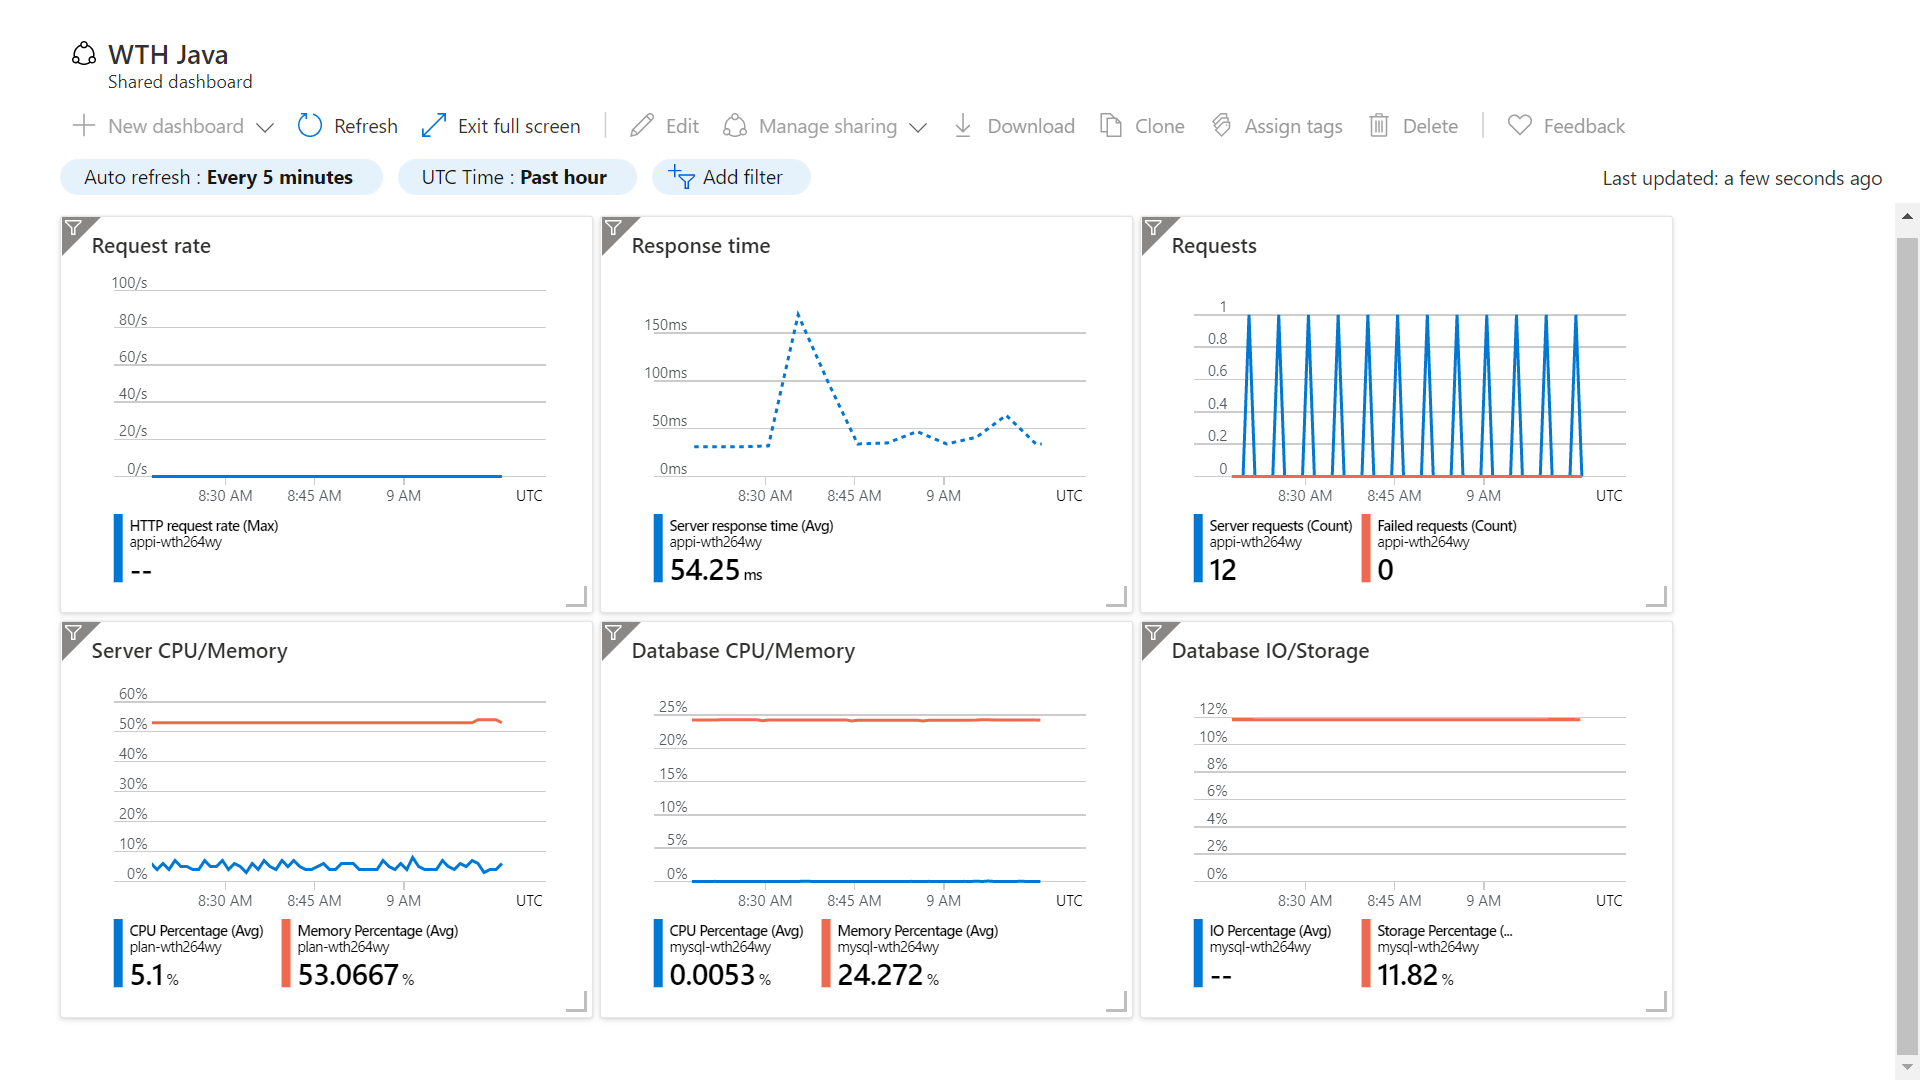 WTH Java
Shared dashboard
New dashboard Refresh Exit full screen Edit Manage sharing Download Clone Assign tags Delete Feedback
Auto refresh : Every 5 minutes UTC Time : Past hour Add filter Last updated: a few seconds ago
Request rate
100/s
80/s
60/s
40/s
20/s
0/s
8:30 AM 8:45 AM 9 AM UTC
HTTP request rate (Max)
appi-wth264wy
--
Response time
150ms
100ms
50ms
0ms
8:30 AM 8:45 AM 9 AM UTC
Server response time (Avg)
appi-wth264wy
54.25 ms
Requests
1
0.8
0.6
0.4
0.2
0
8:30 AM 8:45 AM 9 AM UTC
Server requests (Count) Failed requests (Count)
appi-wth264wy appi-wth264wy
12 0
Server CPU/Memory
60%
50%
40%
30%
20%
10%
0%
8:30 AM 8:45 AM 9 AM UTC
CPU Percentage (Avg) Memory Percentage (Avg)
plan-wth264wy plan-wth264wy
5.1 % 53.0667 %
Database CPU/Memory
25%
20%
15%
10%
5%
0%
8:30 AM 8:45 AM 9 AM UTC
CPU Percentage (Avg) Memory Percentage (Avg)
mysql-wth264wy mysql-wth264wy
0.0053 % 24.272 %
Database IO/Storage
12%
10%
8%
6%
4%
2%
0%
8:30 AM 8:45 AM 9 AM UTC
IO Percentage (Avg) Storage Percentage (...
mysql-wth264wy mysql-wth264wy
-- 11.82 %